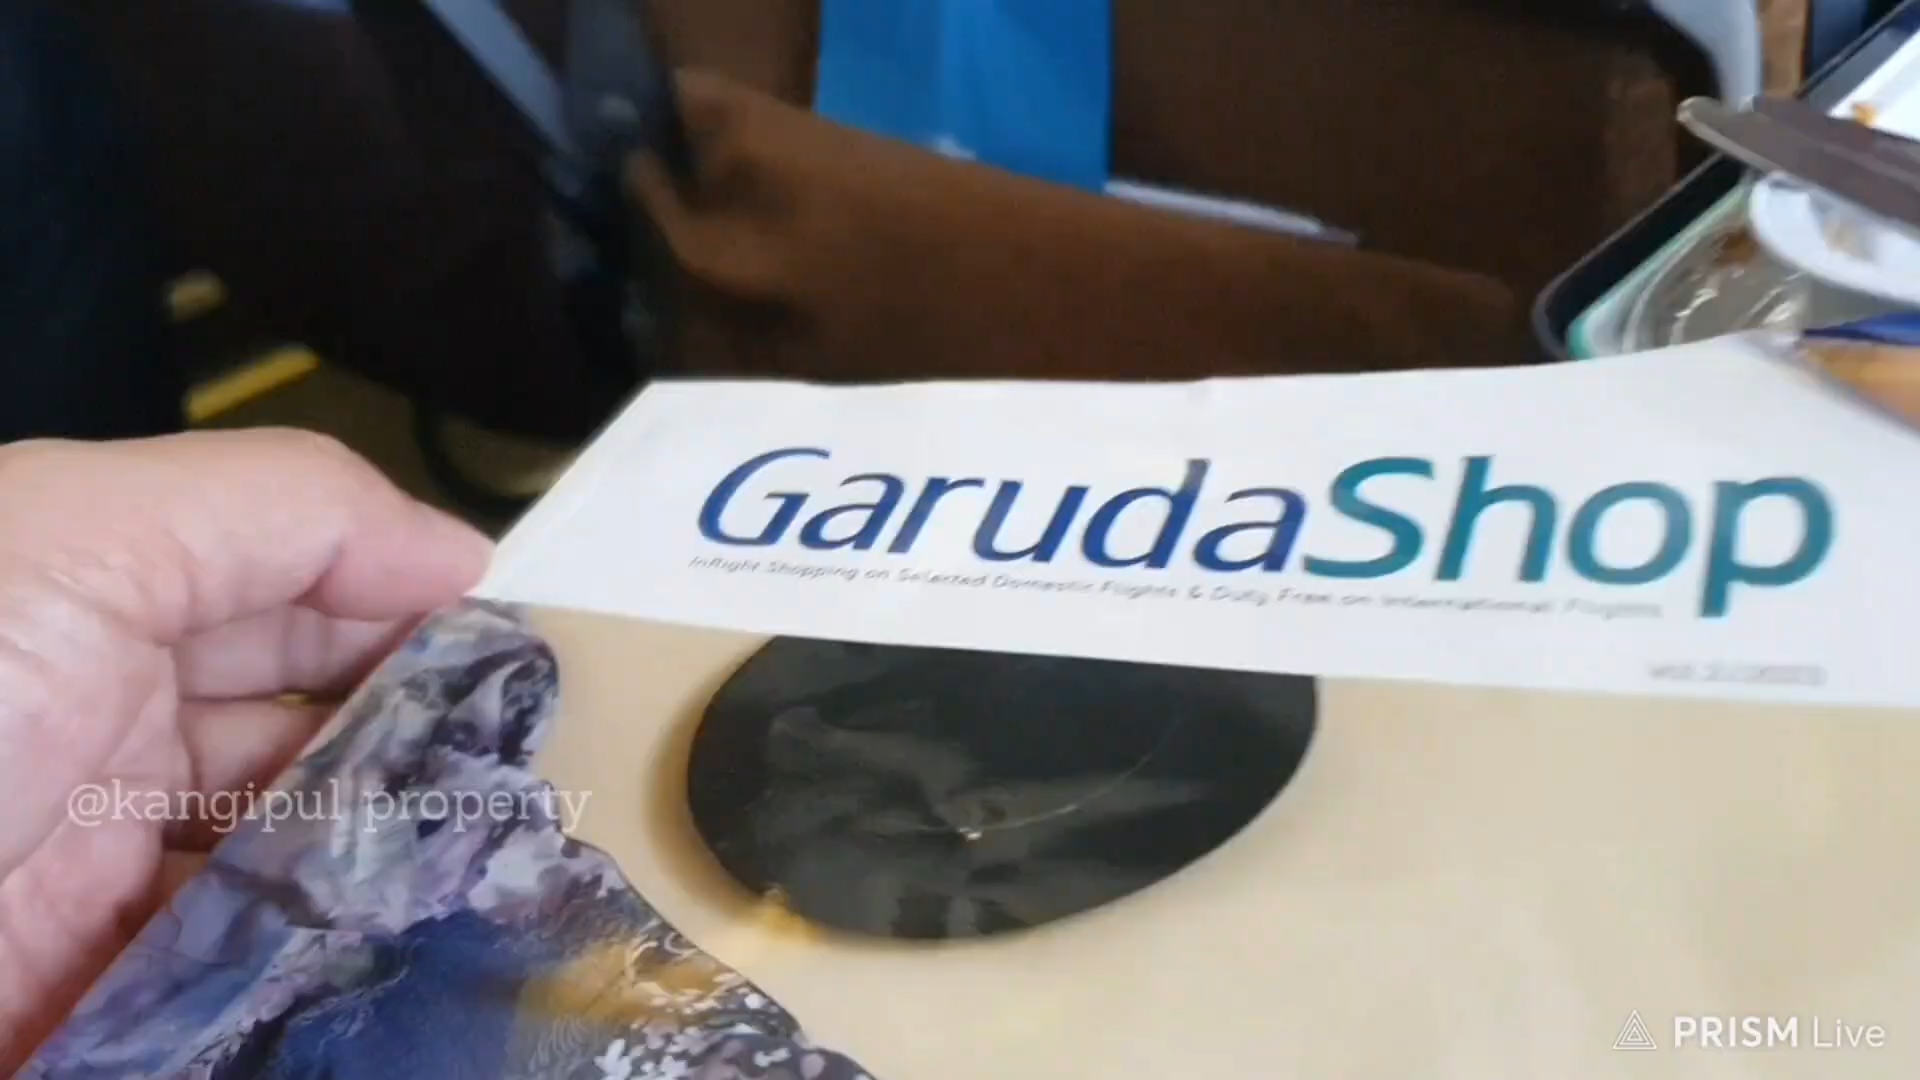 GarudaShop
Inflight Shopping on Selected Domestic Flights & Duty Free on International Flights
@kangipul property
PRISM Live